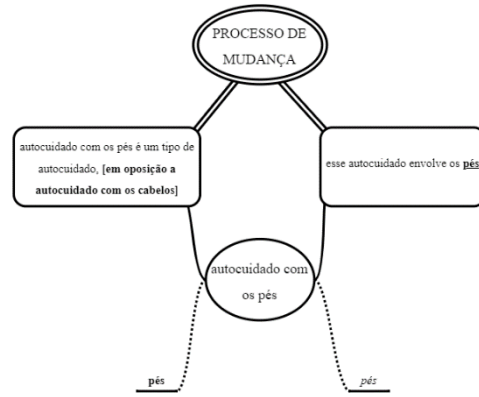 PROCESSO DE
MUDANÇA
autocuidado com os pés é um tipo de
autocuidado, [em oposição a
autocuidado com os cabelos]
esse autocuidado envolve os pés
autocuidado com
os pés
pés
pés